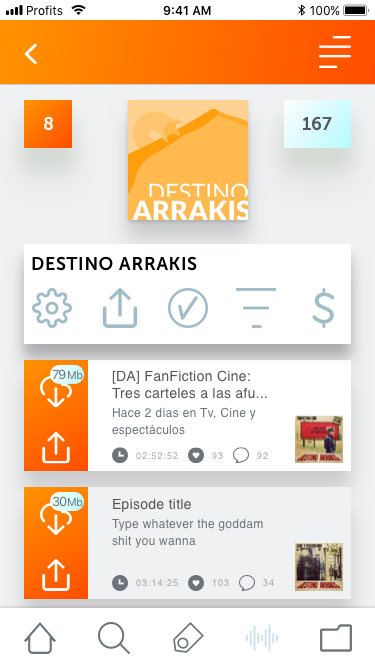 Profits 9:41 AM 100%
8
167
DESTINO
ARRAKIS
DESTINO ARRAKIS
79Mb
[DA] FanFiction Cine:
Tres carteles a las afu...
Hace 2 días en Tv, Cine y
espectáculos
02:52:52 93 92
30Mb
Episode title
Type whatever the goddam
shit you wanna
03:14:25 103 34